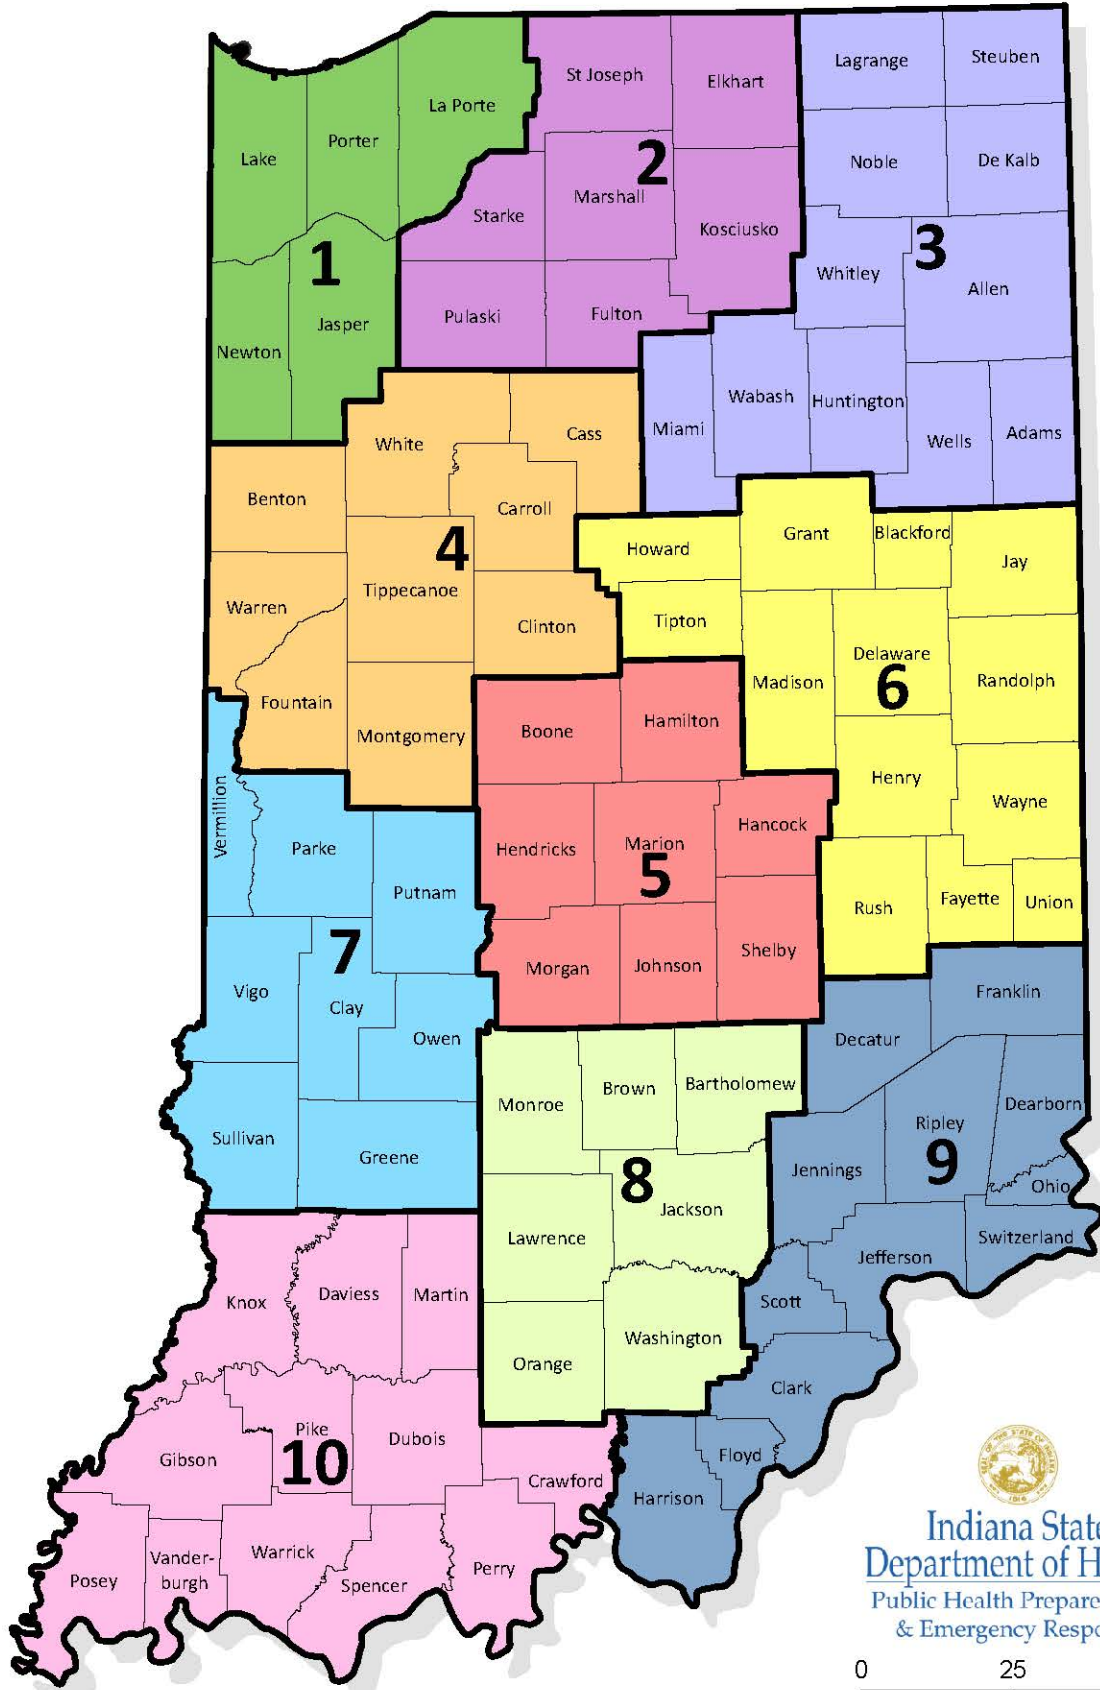 St Joseph
Elkhart
Lagrange
Steuben
La Porte
Porter
Lake
2
Noble
De Kalb
Marshall
Starke
Kosciusko
3
1
Whitley
Allen
Pulaski
Fulton
Jasper
Newton
Wabash
Huntington
Miami
Wells
Adams
White
Cass
Benton
Carroll
4
Howard
Grant
Blackford
Jay
Tippecanoe
Warren
Clinton
Tipton
Delaware
Madison
6
Randolph
Fountain
Montgomery
Boone
Hamilton
Henry
Wayne
Vermillion
Parke
Putnam
Hendricks
Marion
5
Hancock
Rush
Fayette
Union
7
Vigo
Clay
Owen
Morgan
Johnson
Shelby
Franklin
Decatur
Monroe
Brown
Bartholomew
Dearborn
Ripley
9
Sullivan
Greene
8
Jennings
Ohio
Jackson
Lawrence
Switzerland
Jefferson
Knox
Daviess
Martin
Scott
Washington
Orange
Clark
Pike
10
Dubois
Gibson
Crawford
Floyd
Harrison
Posey
Vander-
burgh
Warrick
Spencer
Perry
1816
Indiana State
Department of H
Public Health Prepare
& Emergency Respo
0 25